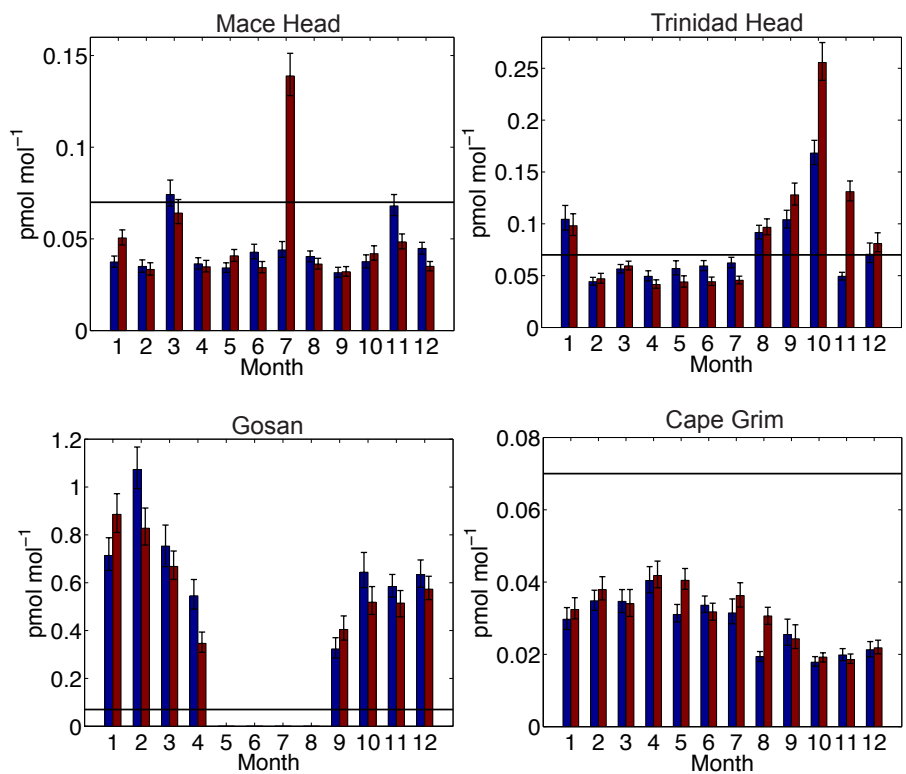 Mace Head
pmol mol⁻¹
0.15
0.1
0.05
0
1 2 3 4 5 6 7 8 9 10 11 12
Month
Trinidad Head
pmol mol⁻¹
0.25
0.2
0.15
0.1
0.05
0
1 2 3 4 5 6 7 8 9 10 11 12
Month
Gosan
pmol mol⁻¹
1.2
1
0.8
0.6
0.4
0.2
0
1 2 3 4 5 6 7 8 9 10 11 12
Month
Cape Grim
pmol mol⁻¹
0.08
0.06
0.04
0.02
0
1 2 3 4 5 6 7 8 9 10 11 12
Month